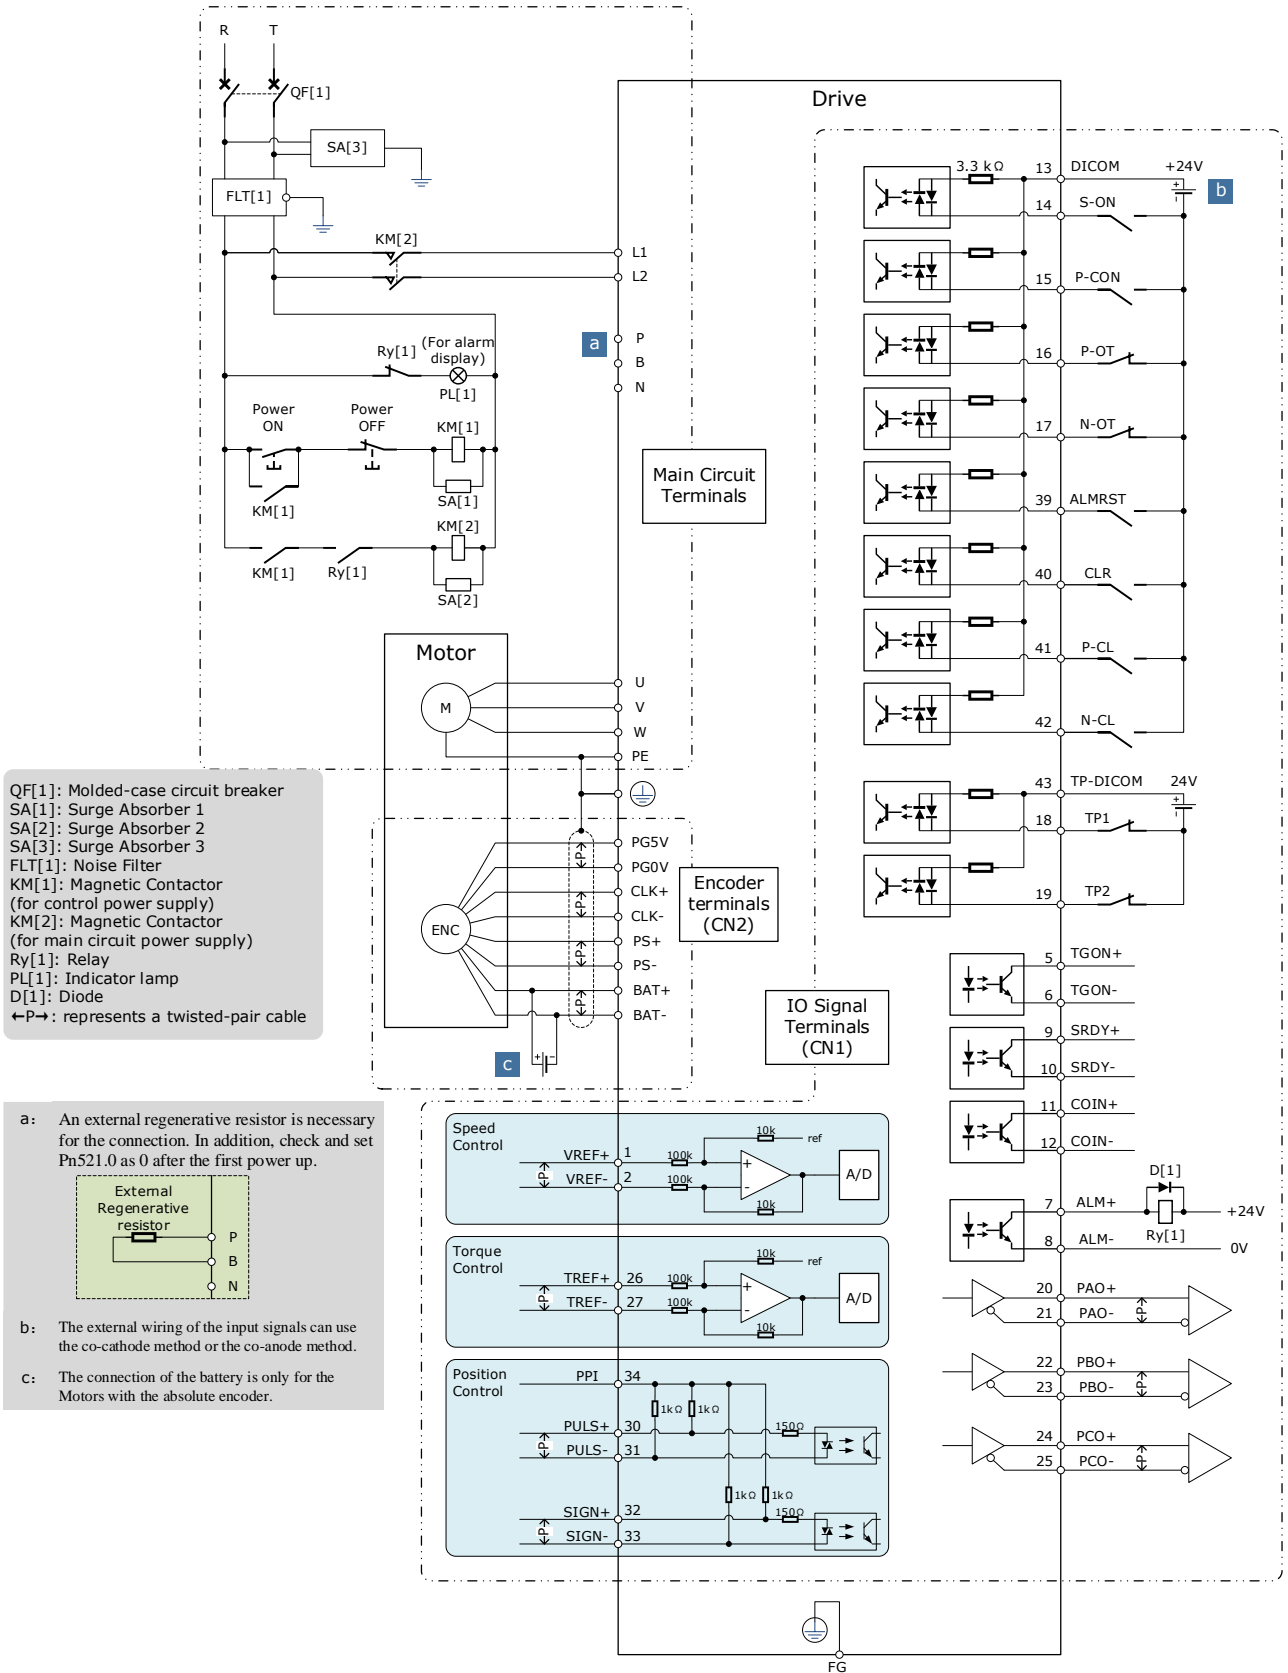 R
T
QF[1]
SA[3]
FLT[1]
KM[2]
L1
L2
a
P
B
N
Ry[1]
(For alarm
display)
PL[1]
Power
ON
Power
OFF
KM[1]
KM[1]
SA[1]
KM[2]
KM[1]
Ry[1]
SA[2]
Main Circuit
Terminals
Motor
M
U
V
W
PE
ENC
PG5V
PG0V
CLK+
CLK-
PS+
PS-
BAT+
BAT-
P
P
P
P
+
-
c
Encoder
terminals
(CN2)
IO Signal
Terminals
(CN1)
QF[1]: Molded-case circuit breaker
SA[1]: Surge Absorber 1
SA[2]: Surge Absorber 2
SA[3]: Surge Absorber 3
FLT[1]: Noise Filter
KM[1]: Magnetic Contactor
(for control power supply)
KM[2]: Magnetic Contactor
(for main circuit power supply)
Ry[1]: Relay
PL[1]: Indicator lamp
D[1]: Diode
←P→: represents a twisted-pair cable
a: An external regenerative resistor is necessary
for the connection. In addition, check and set
Pn521.0 as 0 after the first power up.
External
Regenerative
resistor
P
B
N
b: The external wiring of the input signals can use
the co-cathode method or the co-anode method.
c: The connection of the battery is only for the
Motors with the absolute encoder.
Drive
3.3 kΩ
13 DICOM
+24V
+
-
b
14 S-ON
15 P-CON
16 P-OT
17 N-OT
39 ALMRST
40 CLR
41 P-CL
42 N-CL
43 TP-DICOM
24V
+
-
18 TP1
19 TP2
5 TGON+
6 TGON-
9 SRDY+
10 SRDY-
11 COIN+
12 COIN-
D[1]
7 ALM+
+24V
Ry[1]
8 ALM-
0V
20 PAO+
21 PAO-
P
22 PBO+
23 PBO-
P
24 PCO+
25 PCO-
P
Speed
Control
VREF+ 1
VREF- 2
P
100k
100k
10k
ref
+
-
10k
A/D
Torque
Control
TREF+ 26
TREF- 27
P
100k
100k
10k
ref
+
-
10k
A/D
Position
Control
PPI 34
1kΩ
1kΩ
PULS+ 30
PULS- 31
P
150Ω
1kΩ
1kΩ
SIGN+ 32
SIGN- 33
P
150Ω
FG